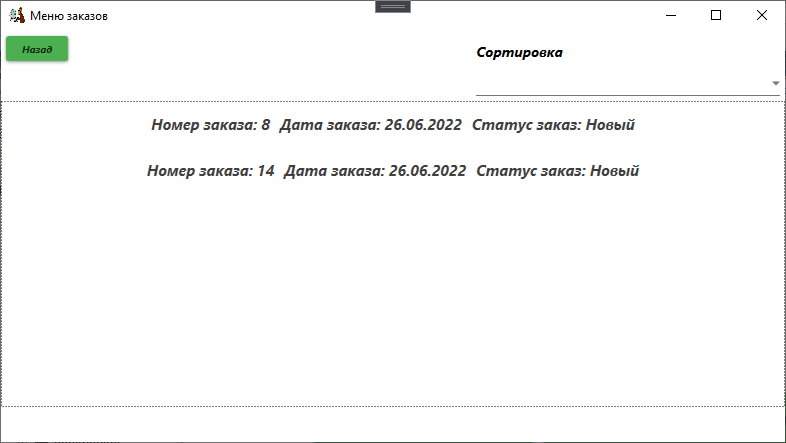 Меню заказов
Назад
Сортировка
Номер заказа: 8 Дата заказа: 26.06.2022 Статус заказ: Новый
Номер заказа: 14 Дата заказа: 26.06.2022 Статус заказ: Новый